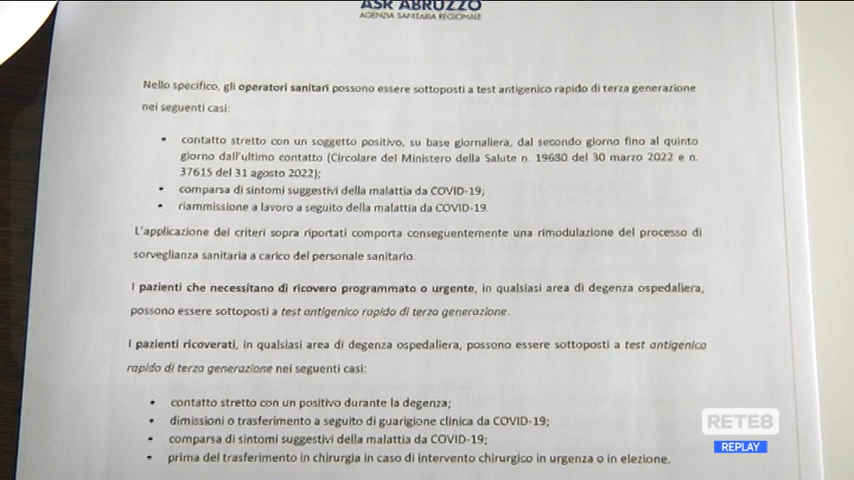 ASR ABRUZZO
AGENZIA SANITARIA REGIONALE
Nello specifico, gli operatori sanitari possono essere sottoposti a test antigenico rapido di terza generazione
nei seguenti casi:
• contatto stretto con un soggetto positivo, su base giornaliera, dal secondo giorno fino al quinto
giorno dall'ultimo contatto (Circolare del Ministero della Salute n. 19680 del 30 marzo 2022 e n.
37615 del 31 agosto 2022);
• comparsa di sintomi suggestivi della malattia da COVID-19;
• riammissione a lavoro a seguito della malattia da COVID-19.
L'applicazione dei criteri sopra riportati comporta conseguentemente una rimodulazione del processo di
sorveglianza sanitaria a carico del personale sanitario.
I pazienti che necessitano di ricovero programmato o urgente, in qualsiasi area di degenza ospedaliera,
possono essere sottoposti a test antigenico rapido di terza generazione.
I pazienti ricoverati, in qualsiasi area di degenza ospedaliera, possono essere sottoposti a test antigenico
rapido di terza generazione nei seguenti casi:
• contatto stretto con un positivo durante la degenza;
• dimissioni o trasferimento a seguito di guarigione clinica da COVID-19;
• comparsa di sintomi suggestivi della malattia da COVID-19;
• prima del trasferimento in chirurgia in caso di intervento chirurgico in urgenza o in elezione.
RETE8
REPLAY